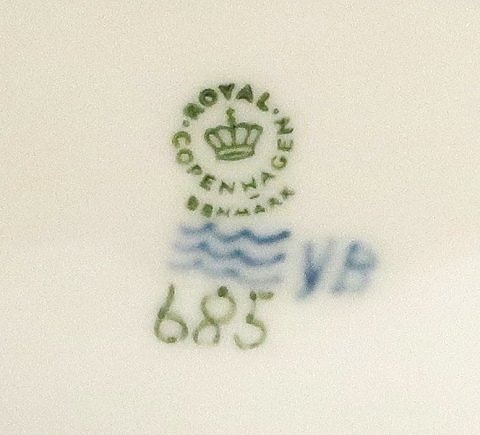 ROYAL
COPENHAGEN
DENMARK
VB
685